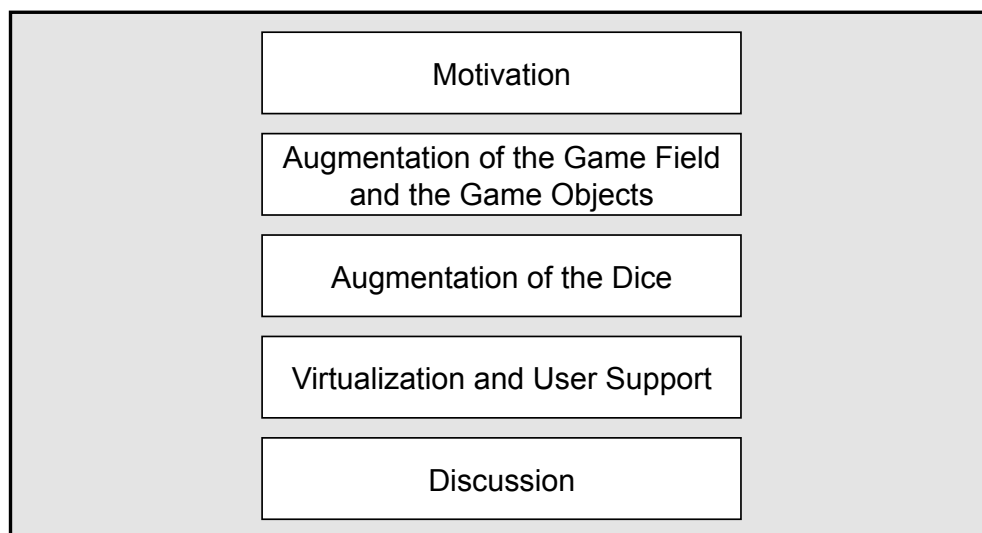 Motivation
Augmentation of the Game Field
and the Game Objects
Augmentation of the Dice
Virtualization and User Support
Discussion